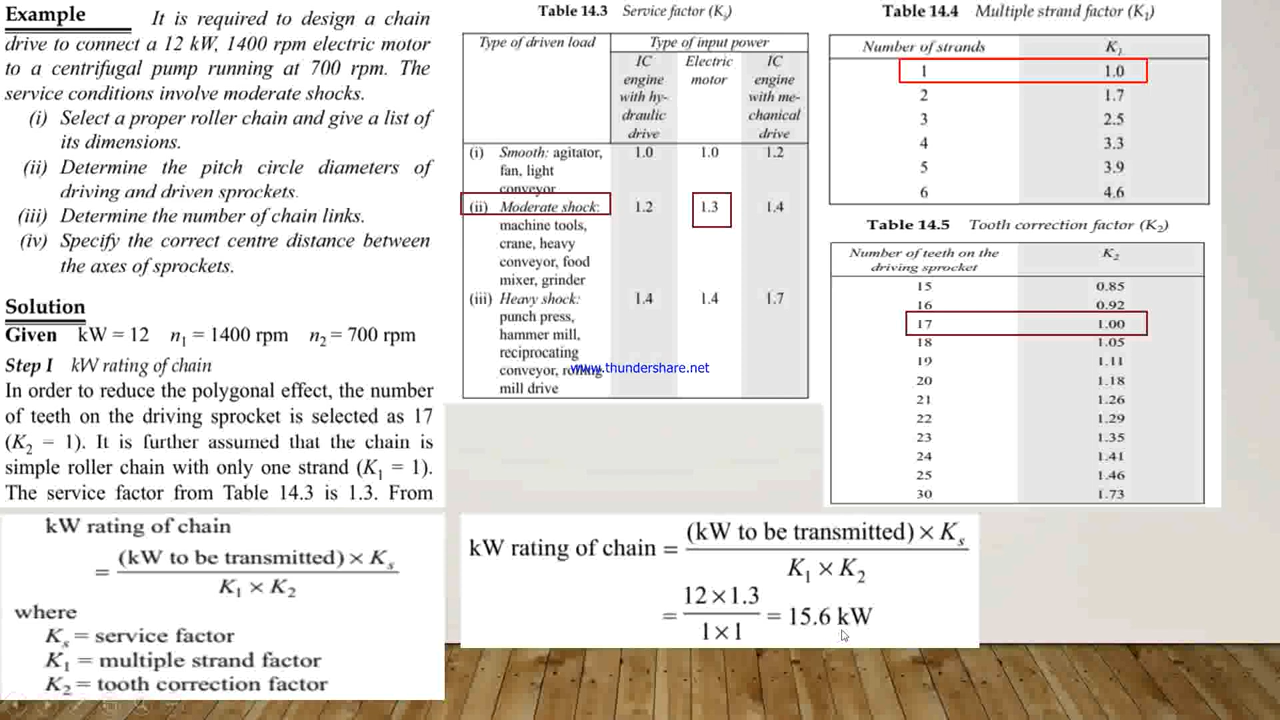 Example It is required to design a chain
drive to connect a 12 kW, 1400 rpm electric motor
to a centrifugal pump running at 700 rpm. The
service conditions involve moderate shocks.
(i) Select a proper roller chain and give a list of
its dimensions.
(ii) Determine the pitch circle diameters of
driving and driven sprockets.
(iii) Determine the number of chain links.
(iv) Specify the correct centre distance between
the axes of sprockets.
Solution
Given kW = 12 n₁ = 1400 rpm n₂ = 700 rpm
Step I kW rating of chain
In order to reduce the polygonal effect, the number
of teeth on the driving sprocket is selected as 17
(K₂ = 1). It is further assumed that the chain is
simple roller chain with only one strand (K₁ = 1).
The service factor from Table 14.3 is 1.3. From
kW rating of chain
= (kW to be transmitted) × Kₛ
K₁ × K₂
where
Kₛ = service factor
K₁ = multiple strand factor
K₂ = tooth correction factor
Table 14.3 Service factor (Kₛ)
Type of driven load Type of input power
IC engine with hy-draulic drive Electric motor IC engine with me-chanical drive
(i) Smooth: agitator, 1.0 1.0 1.2
fan, light
conveyor
(ii) Moderate shock: 1.2 1.3 1.4
machine tools,
crane, heavy
conveyor, food
mixer, grinder
(iii) Heavy shock: 1.4 1.4 1.7
punch press,
hammer mill,
reciprocating
conveyor, rolling
mill drive
www.thundershare.net
Table 14.4 Multiple strand factor (K₁)
Number of strands K₁
1 1.0
2 1.7
3 2.5
4 3.3
5 3.9
6 4.6
Table 14.5 Tooth correction factor (K₂)
Number of teeth on the K₂
driving sprocket
15 0.85
16 0.92
17 1.00
18 1.05
19 1.11
20 1.18
21 1.26
22 1.29
23 1.35
24 1.41
25 1.46
30 1.73
kW rating of chain = (kW to be transmitted) × Kₛ
K₁ × K₂
= 12 × 1.3 = 15.6 kW
1 × 1